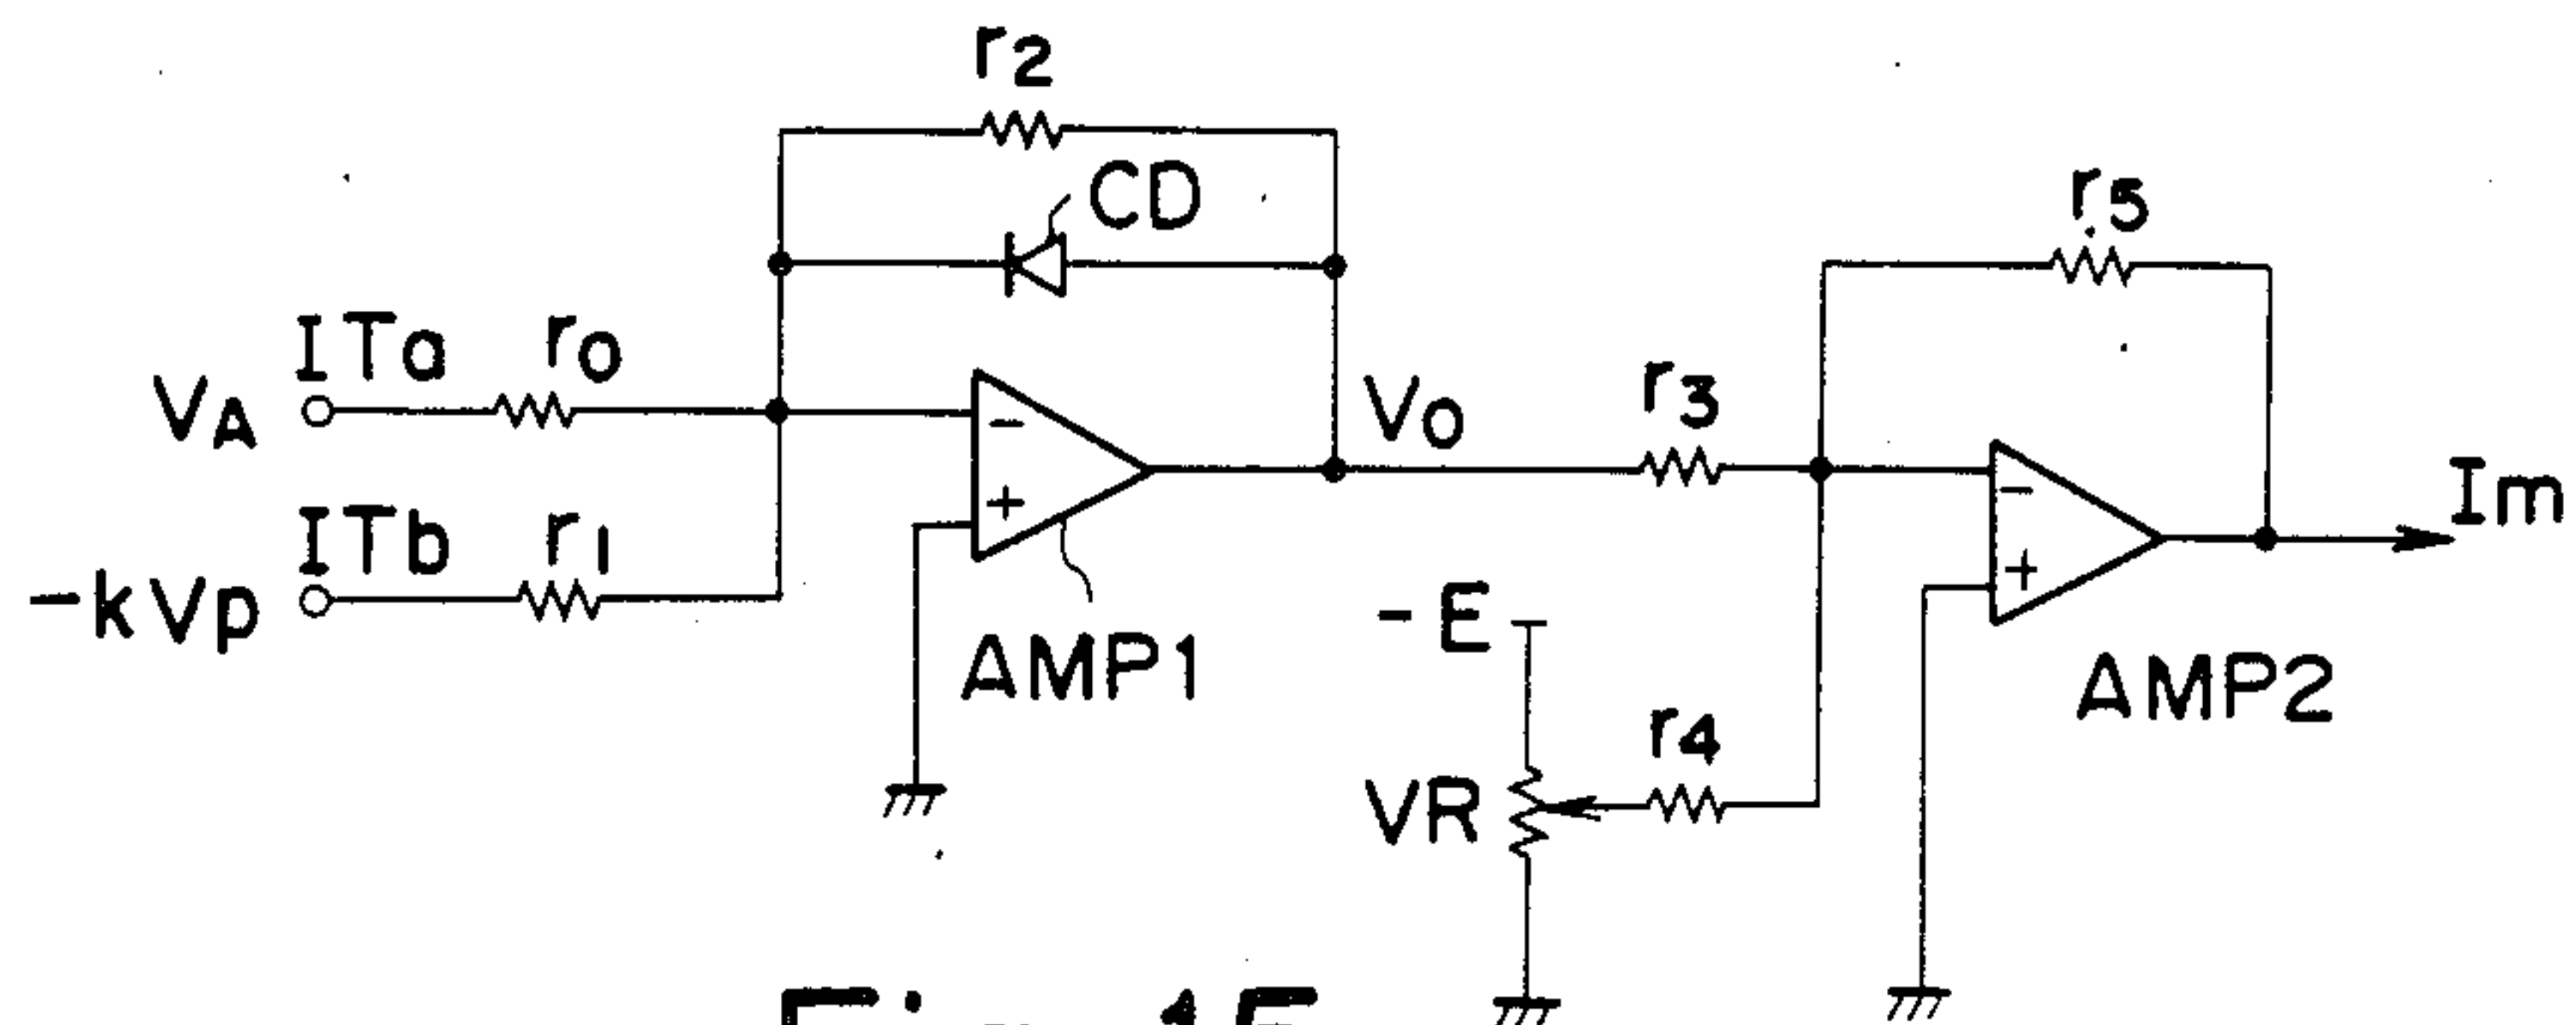 r2
CD
r5
ITa
r0
VA
r3
Vo
−
+
ITb
r1
-kVp
AMP1
−
+
Im
-E
AMP2
r4
VR